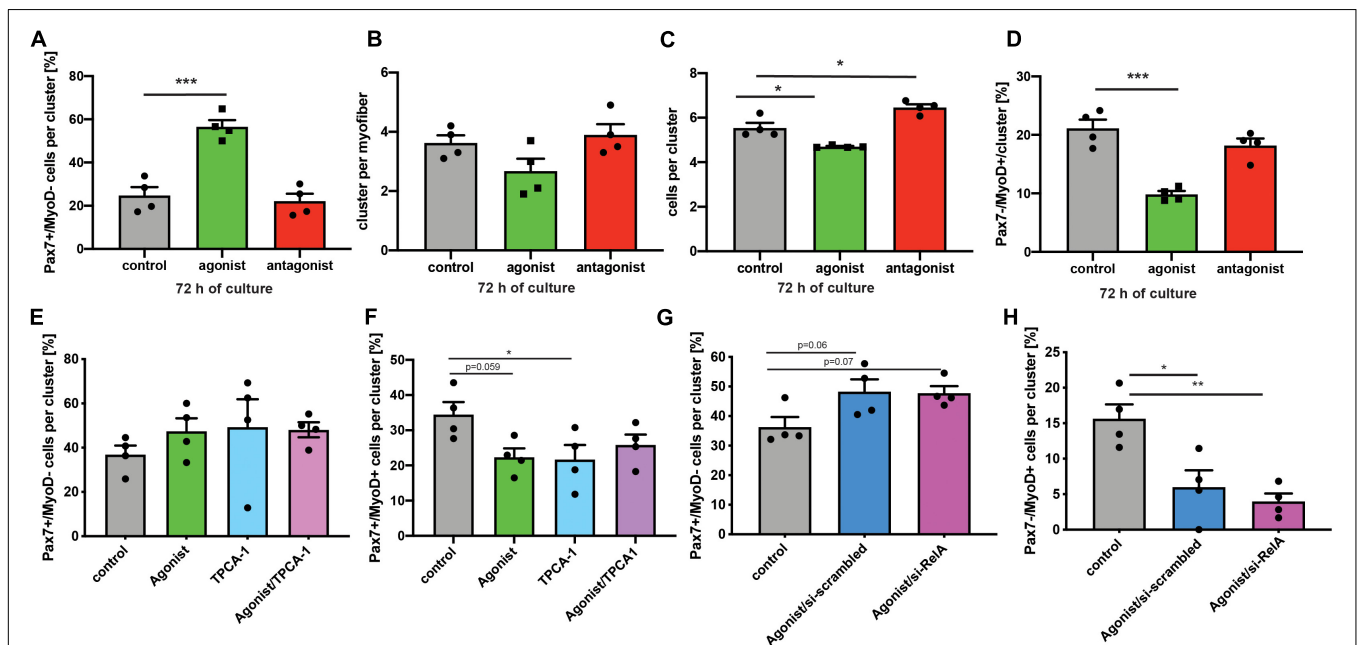 A
Pax7+/MyoD- cells per cluster [%]
80
60
40
20
0
***
control
agonist
antagonist
72 h of culture
B
cluster per myofiber
6
4
2
0
control
agonist
antagonist
72 h of culture
C
cells per cluster
8
6
4
2
0
*
*
control
agonist
antagonist
72 h of culture
D
Pax7-/MyoD+/cluster [%]
30
20
10
0
***
control
agonist
antagonist
72 h of culture
E
Pax7+/MyoD- cells per cluster [%]
80
60
40
20
0
control
Agonist
TPCA-1
Agonist/TPCA-1
F
Pax7+/MyoD+ cells per cluster [%]
50
40
30
20
10
0
*
p=0.059
control
Agonist
TPCA-1
Agonist/TPCA1
G
Pax7+/MyoD- cells per cluster [%]
60
50
40
30
20
10
0
p=0.06
p=0.07
control
Agonist/si-scrambled
Agonist/si-RelA
H
Pax7-/MyoD+ cells per cluster [%]
25
20
15
10
5
0
*
**
control
Agonist/si-scrambled
Agonist/si-RelA